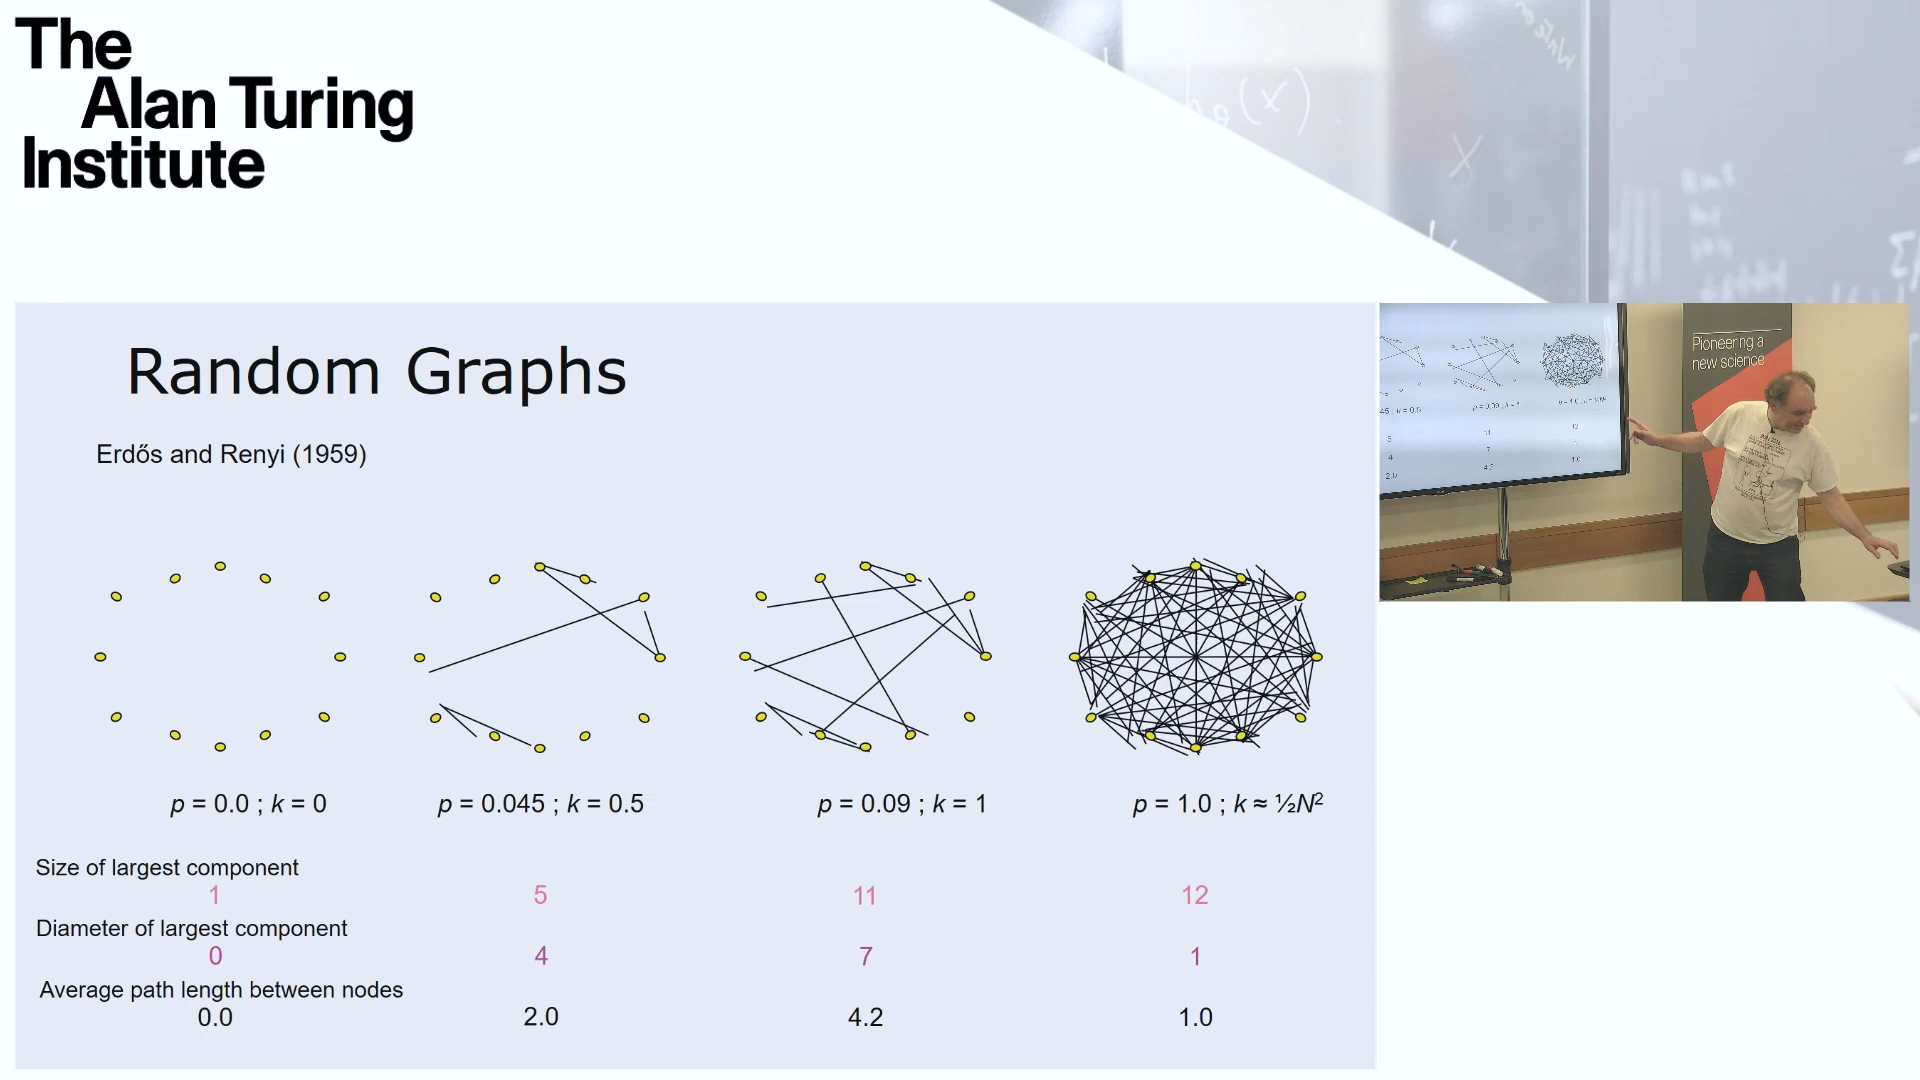 The
Alan Turing
Institute
Random Graphs
Erdős and Renyi (1959)
p = 0.0 ; k = 0
p = 0.045 ; k = 0.5
p = 0.09 ; k = 1
p = 1.0 ; k ≈ ½N²
Size of largest component
1
5
11
12
Diameter of largest component
0
4
7
1
Average path length between nodes
0.0
2.0
4.2
1.0
Pioneering a
new science